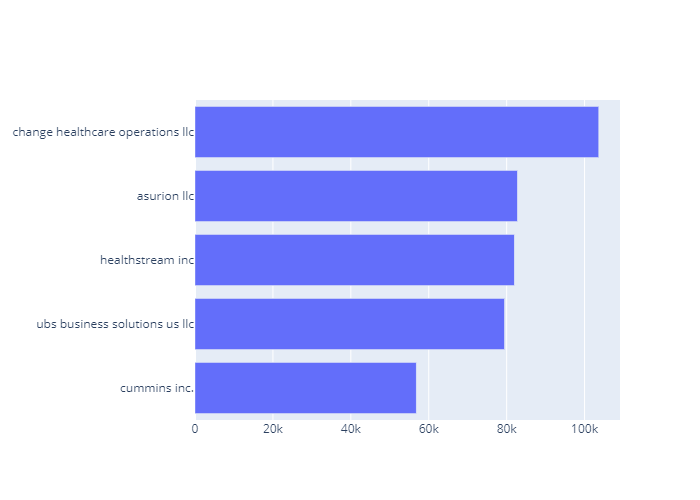 change healthcare operations llc
asurion llc
healthstream inc
ubs business solutions us llc
cummins inc.
0 20k 40k 60k 80k 100k